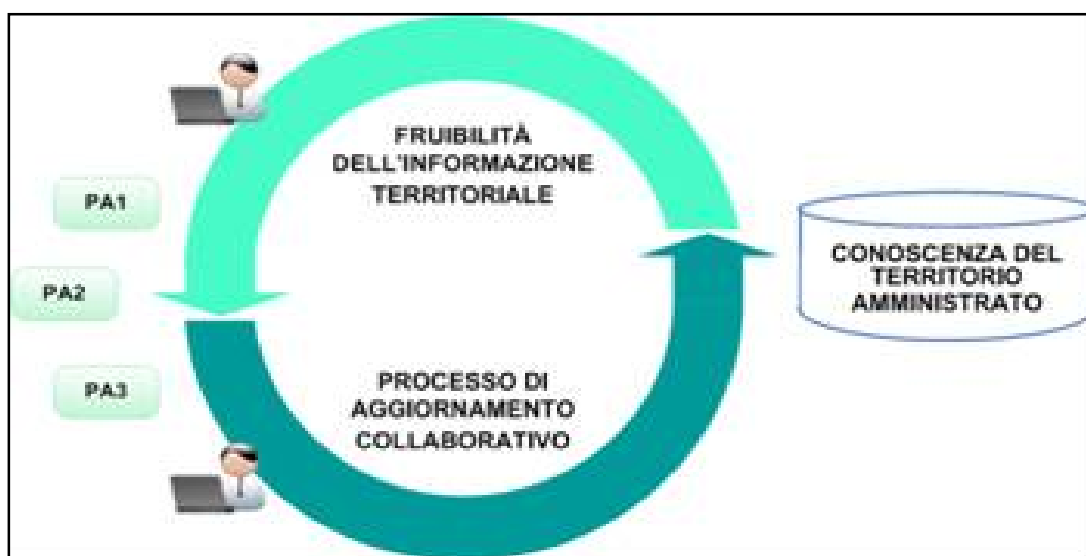 FRUIBILITÀ
DELL'INFORMAZIONE
TERRITORIALE
PA1
PA2
PA3
CONOSCENZA DEL
TERRITORIO
AMMINISTRATO
PROCESSO DI
AGGIORNAMENTO
COLLABORATIVO